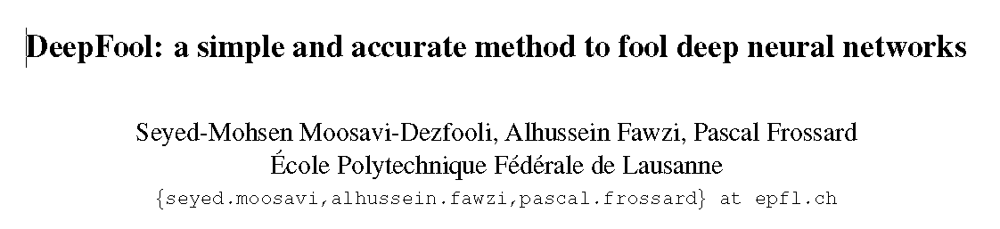 DeepFool: a simple and accurate method to fool deep neural networks
Seyed-Mohsen Moosavi-Dezfooli, Alhussein Fawzi, Pascal Frossard
École Polytechnique Fédérale de Lausanne
{seyed.moosavi,alhussein.fawzi,pascal.frossard} at epfl.ch